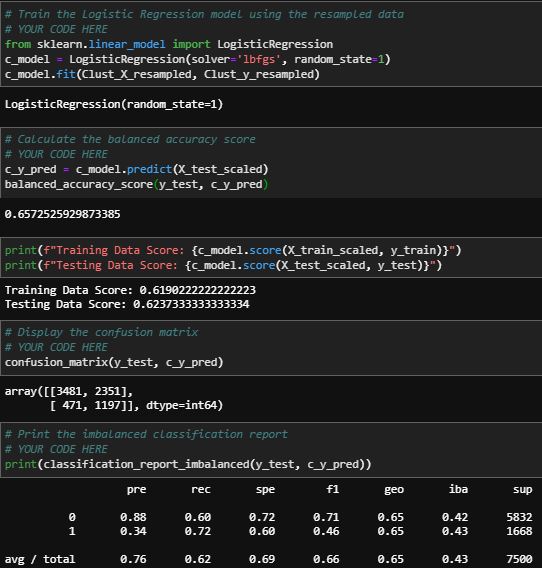 # Train the Logistic Regression model using the resampled data
# YOUR CODE HERE
from sklearn.linear_model import LogisticRegression
c_model = LogisticRegression(solver='lbfgs', random_state=1)
c_model.fit(Clust_X_resampled, Clust_y_resampled)
LogisticRegression(random_state=1)
# Calculate the balanced accuracy score
# YOUR CODE HERE
c_y_pred = c_model.predict(X_test_scaled)
balanced_accuracy_score(y_test, c_y_pred)
0.6572525929873385
print(f"Training Data Score: {c_model.score(X_train_scaled, y_train)}")
print(f"Testing Data Score: {c_model.score(X_test_scaled, y_test)}")
Training Data Score: 0.6190222222222223
Testing Data Score: 0.6237333333333334
# Display the confusion matrix
# YOUR CODE HERE
confusion_matrix(y_test, c_y_pred)
array([[3481, 2351],
[ 471, 1197]], dtype=int64)
# Print the imbalanced classification report
# YOUR CODE HERE
print(classification_report_imbalanced(y_test, c_y_pred))
pre rec spe f1 geo iba sup
0 0.88 0.60 0.72 0.71 0.65 0.42 5832
1 0.34 0.72 0.60 0.46 0.65 0.43 1668
avg / total 0.76 0.62 0.69 0.66 0.65 0.43 7500